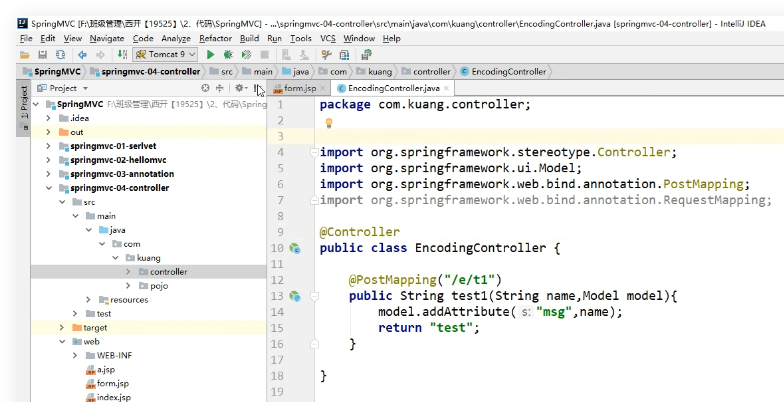 SpringMVC [F:\班级管理\西开【19525】\2、代码\SpringMVC] - ...\springmvc-04-controller\src\main\java\com\kuang\controller\EncodingController.java [springmvc-04-controller] - IntelliJ IDEA
File Edit View Navigate Code Analyze Refactor Build Run Tools VCS Window Help
Tomcat 9
SpringMVC springmvc-04-controller src main java com kuang controller EncodingController
1: Project
Project
form.jsp
EncodingController.java
SpringMVC F:\班级管理\西开【19525】\2、代码\Spring
.idea
out
springmvc-01-serlvet
springmvc-02-hellomvc
springmvc-03-annotation
springmvc-04-controller
src
main
java
com
kuang
controller
pojo
resources
test
target
web
WEB-INF
a.jsp
form.jsp
index.jsp
1 package com.kuang.controller;
2
3
4 import org.springframework.stereotype.Controller;
5 import org.springframework.ui.Model;
6 import org.springframework.web.bind.annotation.PostMapping;
7 import org.springframework.web.bind.annotation.RequestMapping;
8
9 @Controller
10 public class EncodingController {
11
12 @PostMapping("/e/t1")
13 public String test1(String name,Model model){
14 model.addAttribute( s: "msg",name);
15 return "test";
16 }
17
18 }
19